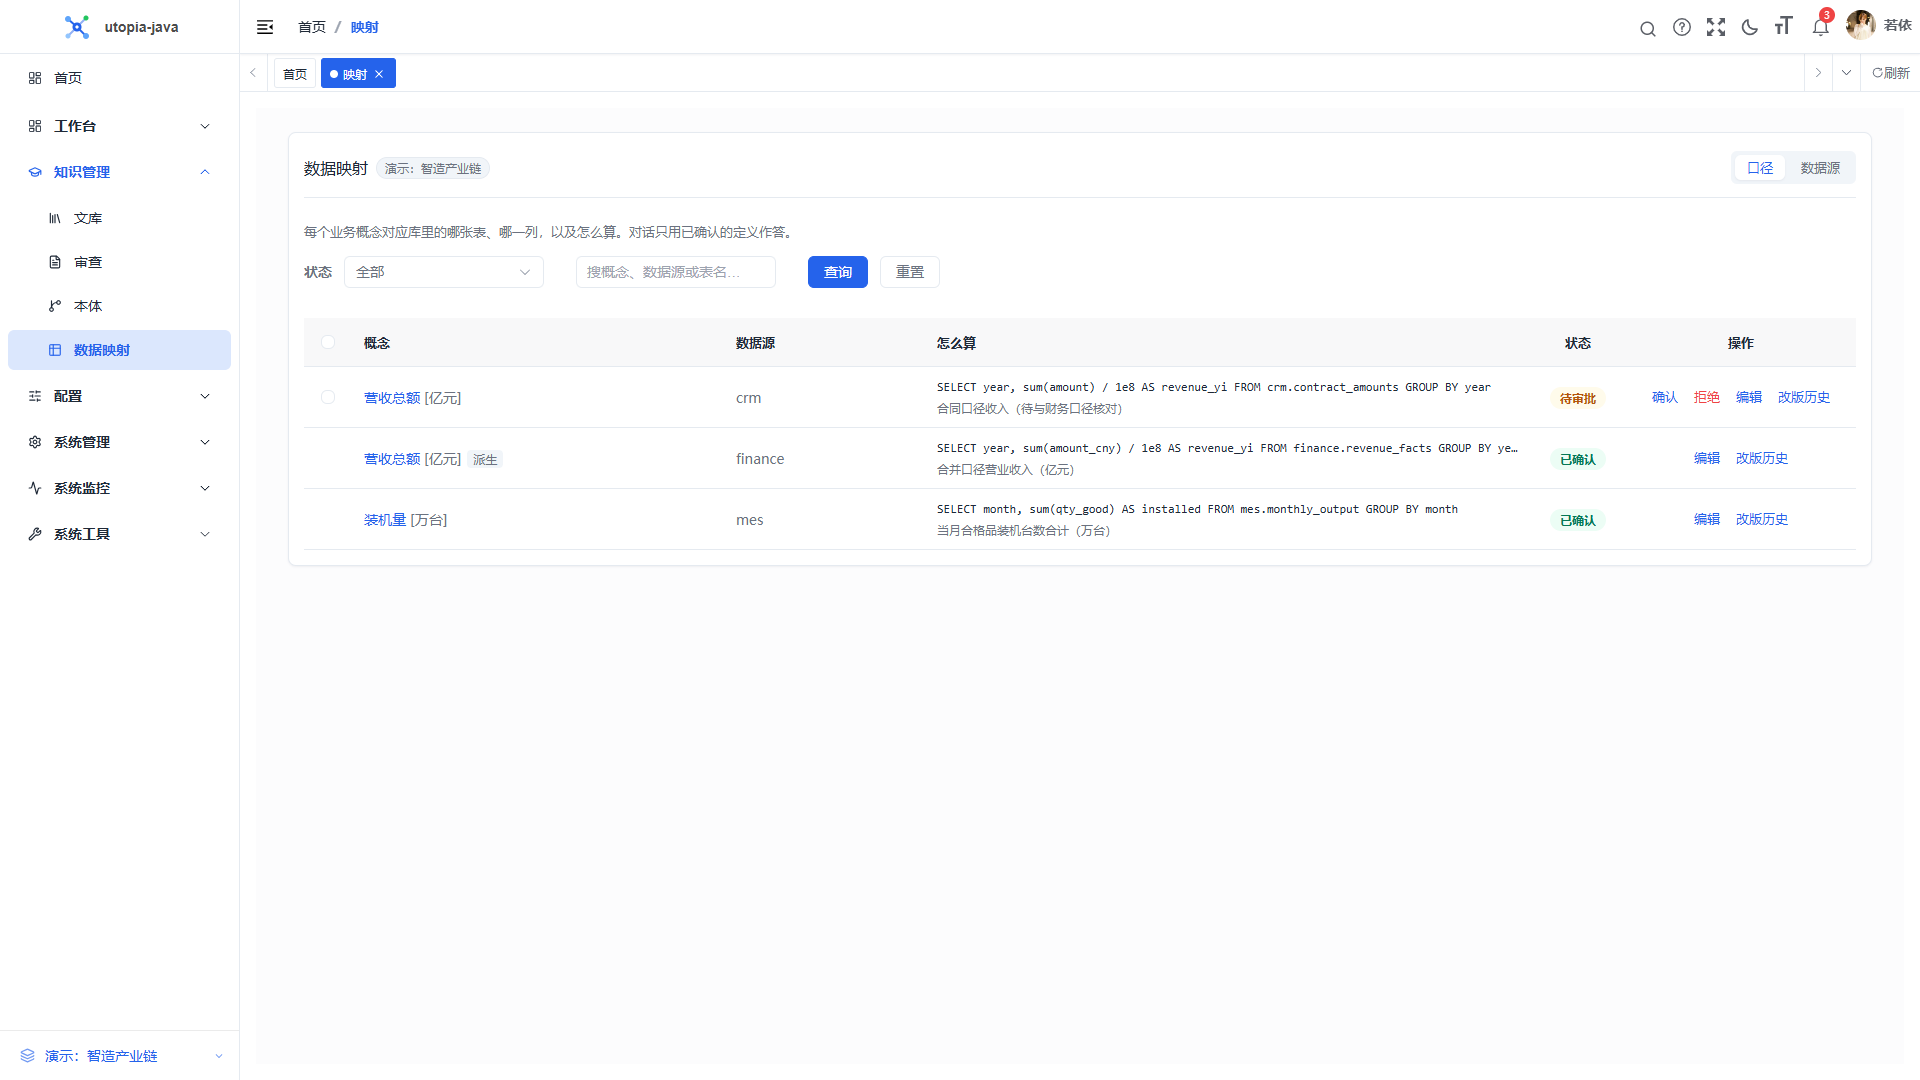 utopia-java
首页 / 映射
3
若依
首页
映射
刷新
首页
工作台
知识管理
文库
审查
本体
数据映射
配置
系统管理
系统监控
系统工具
演示：智造产业链
数据映射 演示：智造产业链
口径 数据源
每个业务概念对应库里的哪张表、哪一列，以及怎么算。对话只用已确认的定义作答。
状态 全部 搜概念、数据源或表名... 查询 重置
概念 数据源 怎么算 状态 操作
营收总额 [亿元] crm SELECT year, sum(amount) / 1e8 AS revenue_yi FROM crm.contract_amounts GROUP BY year 待审批 确认 拒绝 编辑 改版历史
合同口径收入（待与财务口径核对）
营收总额 [亿元] 派生 finance SELECT year, sum(amount_cny) / 1e8 AS revenue_yi FROM finance.revenue_facts GROUP BY ye… 已确认 编辑 改版历史
合并口径营业收入（亿元）
装机量 [万台] mes SELECT month, sum(qty_good) AS installed FROM mes.monthly_output GROUP BY month 已确认 编辑 改版历史
当月合格品装机台数合计（万台）